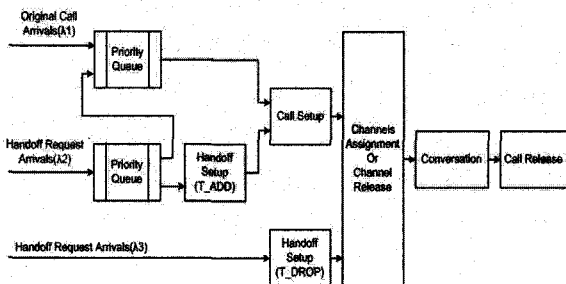 Original Call
Arrivals(λ1)
Priority
Queue
Call Setup
Handoff Request
Arrivals(λ2)
Priority
Queue
Handoff
Setup
(T_ADD)
Channels
Assignment
Or
Channel
Release
Conversation
Call Release
Handoff Request Arrivals(λ3)
Handoff
Setup
(T_DROP)